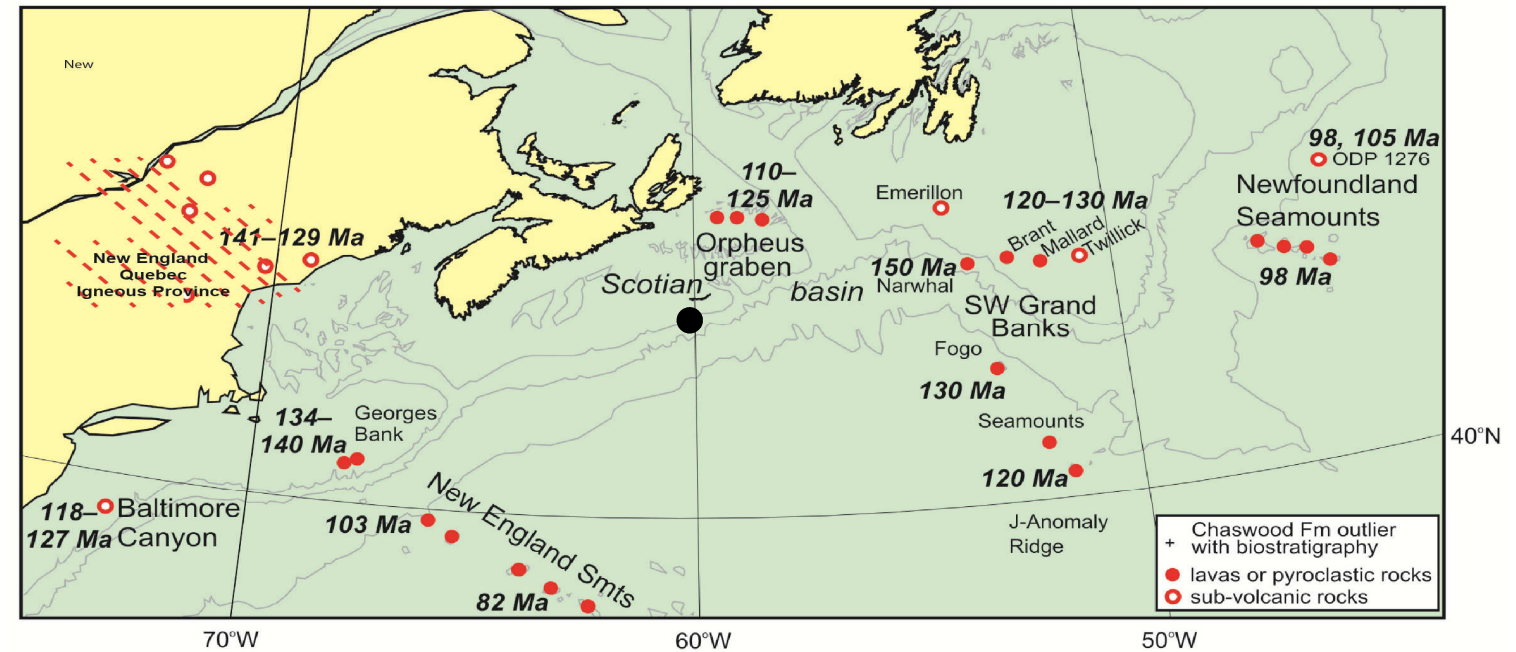 New
98, 105 Ma
ODP 1276
110–
125 Ma
Newfoundland
Seamounts
Emerillon
120–130 Ma
Brant
Mallard
Twillick
141–129 Ma
New England
Quebec
Igneous Province
Orpheus
graben
Scotian
basin
150 Ma
Narwhal
98 Ma
SW Grand
Banks
Fogo
130 Ma
Seamounts
120 Ma
134–
140 Ma
Georges
Bank
40°N
New England Smts
118–
127 Ma
Baltimore
Canyon
103 Ma
82 Ma
J-Anomaly
Ridge
Chaswood Fm outlier
+ with biostratigraphy
lavas or pyroclastic rocks
sub-volcanic rocks
70°W
60°W
50°W